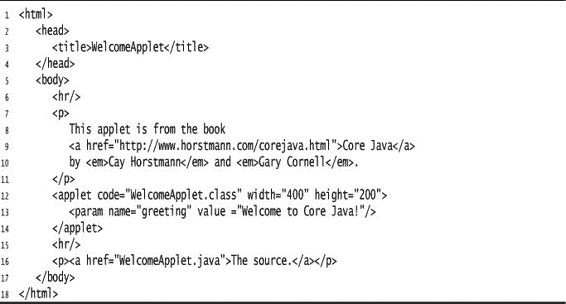 1 <html>
2 <head>
3 <title>WelcomeApplet</title>
4 </head>
5 <body>
6 <hr/>
7 <p>
8 This applet is from the book
9 <a href="http://www.horstmann.com/corejava.html">Core Java</a>
10 by <em>Cay Horstmann</em> and <em>Gary Cornell</em>.
11 </p>
12 <applet code="WelcomeApplet.class" width="400" height="200">
13 <param name="greeting" value ="Welcome to Core Java!"/>
14 </applet>
15 <hr/>
16 <p><a href="WelcomeApplet.java">The source.</a></p>
17 </body>
18 </html>